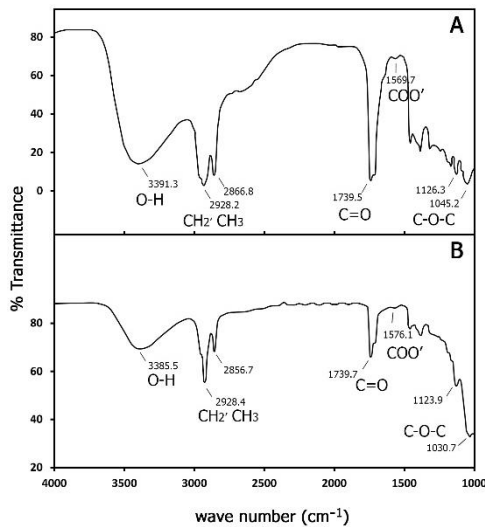 A
80
60
40
20
0
3391.3
O-H
2928.2
2866.8
CH2' CH3
1739.5
C=O
1569.7
COO'
1126.3
1045.2
C-O-C
% Transmittance
B
80
60
40
20
3385.5
O-H
2928.4
2856.7
CH2' CH3
1739.7
C=O
1576.1
COO'
1123.9
C-O-C
1030.7
4000 3500 3000 2500 2000 1500 1000
wave number (cm⁻¹)